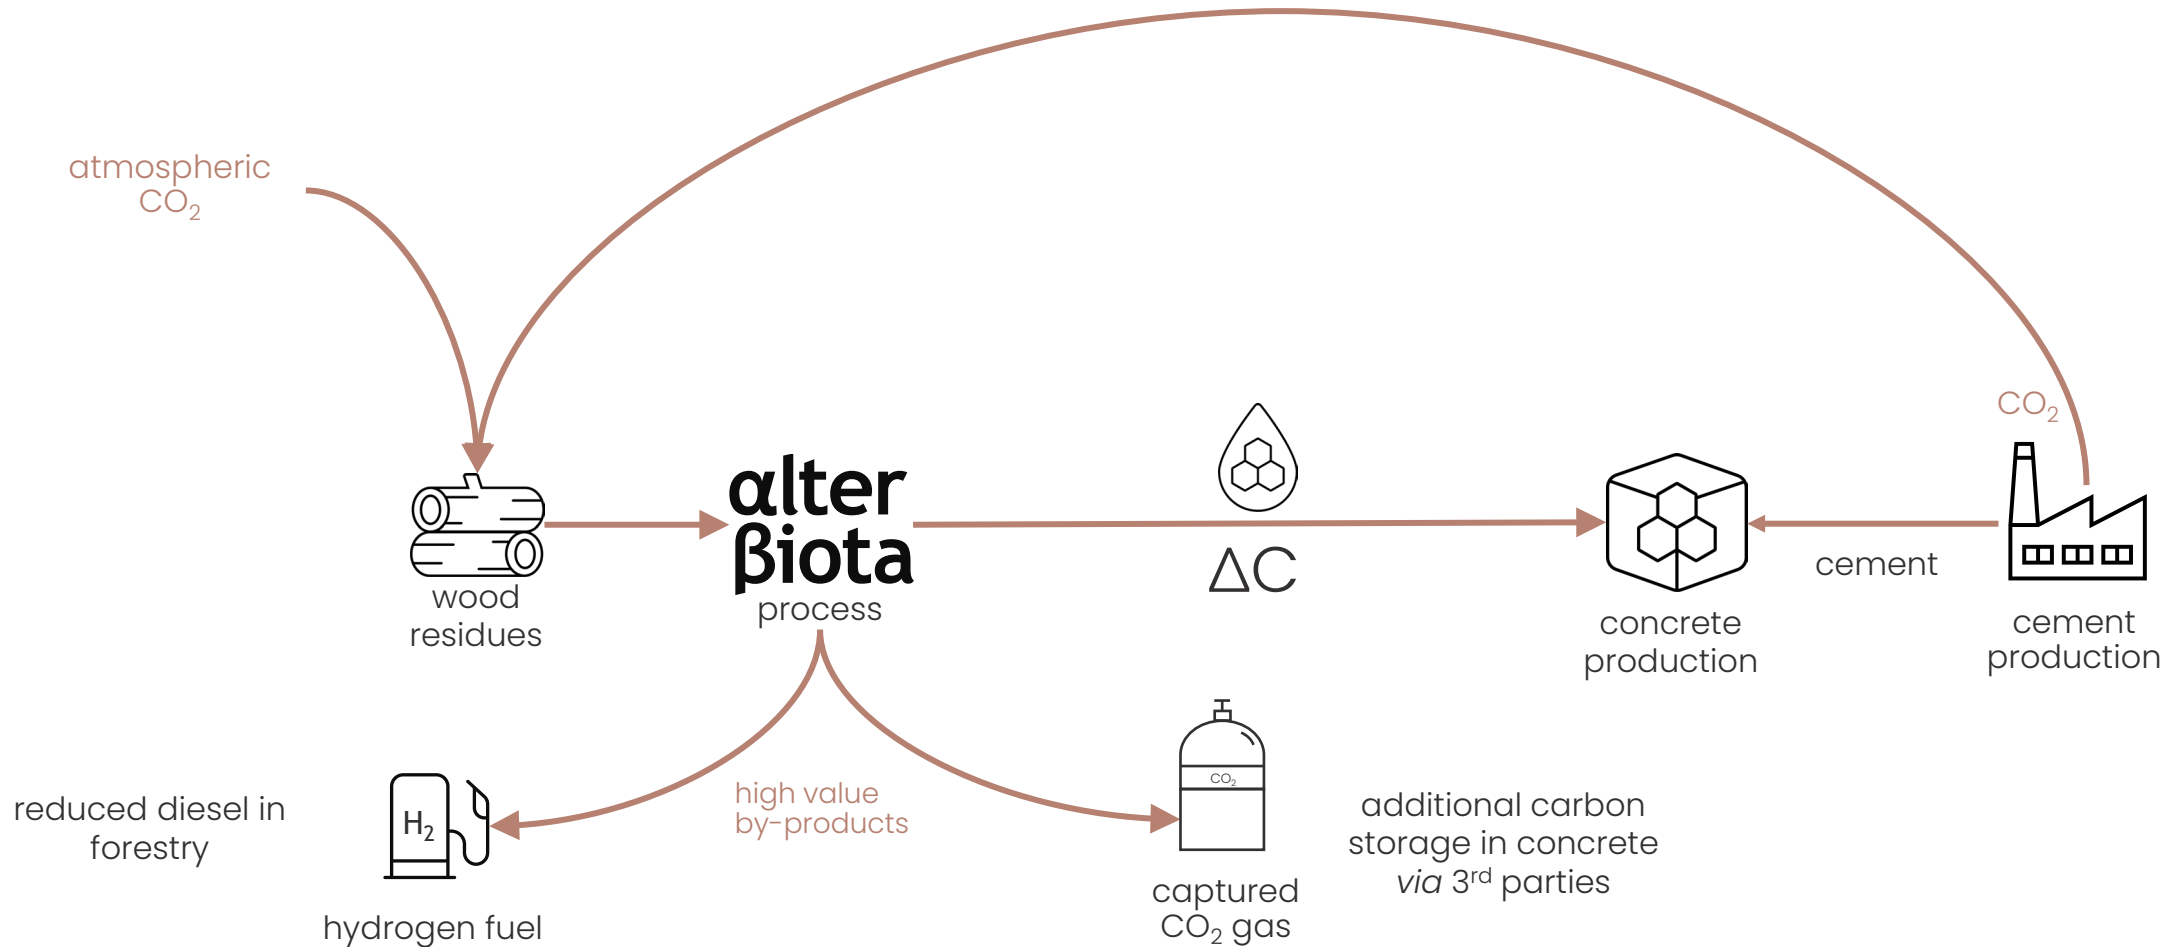 atmospheric
CO₂
CO₂
αlter
βiota
process
wood
residues
ΔC
cement
concrete
production
cement
production
high value
by-products
reduced diesel in
forestry
H₂
hydrogen fuel
CO₂
captured
CO₂ gas
additional carbon
storage in concrete
via 3rd parties